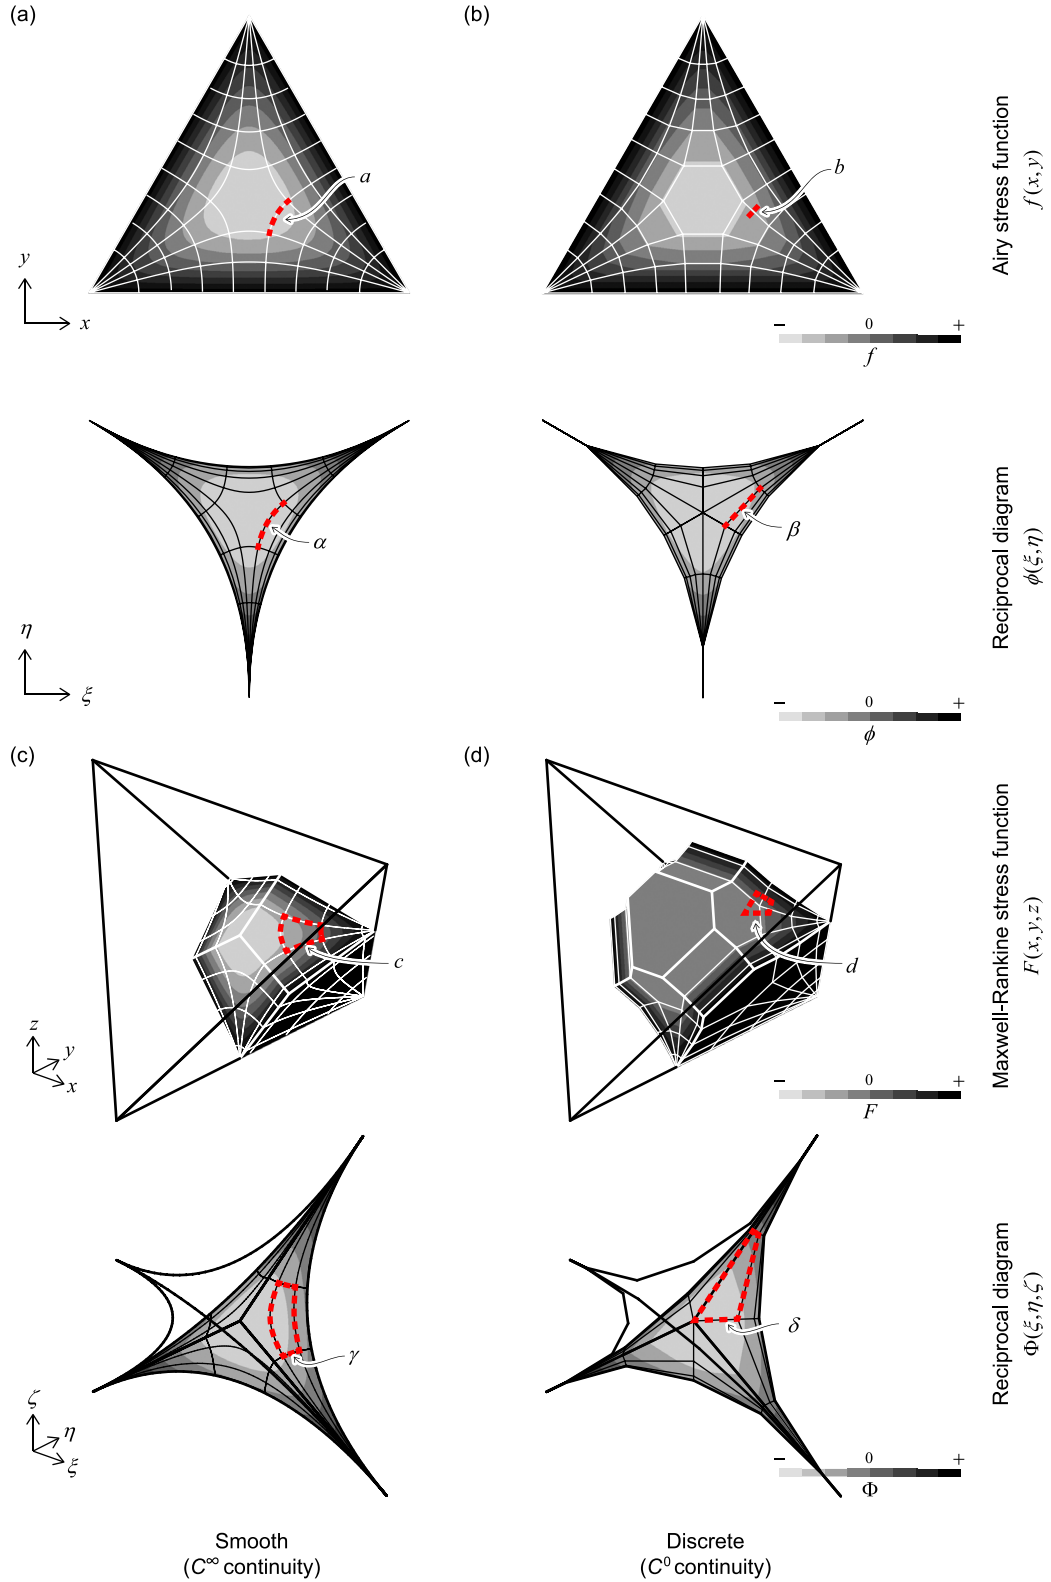 (a)
(b)
a
b
y
x
Airy stress function
f(x,y)
− 0 +
f
α
β
η
ξ
Reciprocal diagram
ϕ(ξ,η)
− 0 +
ϕ
(c)
(d)
c
d
z
y
x
Maxwell-Rankine stress function
F(x,y,z)
− 0 +
F
γ
δ
ζ
η
ξ
Reciprocal diagram
Φ(ξ,η,ζ)
− 0 +
Φ
Smooth
(C∞ continuity)
Discrete
(C0 continuity)